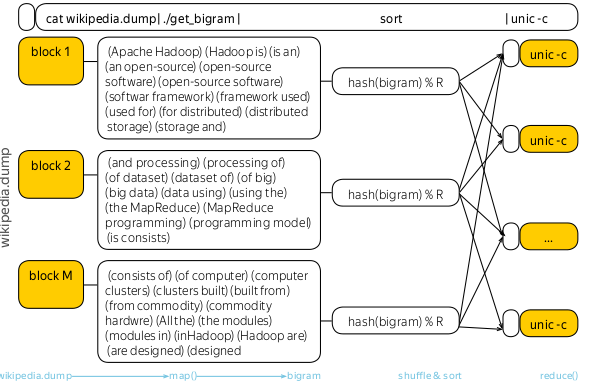 cat wikipedia.dump| ./get_bigram | sort | uniq -c
block 1
(Apache Hadoop) (Hadoop is) (is an)
(an open-source) (open-source
software) (open-source software)
(softwar framework) (framework used)
(used for) (for distributed) (distributed
storage) (storage and)
hash(bigram) % R
unic -c
block 2
(and processing) (processing of)
(of dataset) (dataset of) (of big)
(big data) (data using) (using the)
(the MapReduce) (MapReduce
programming) (programming model)
(is consists)
hash(bigram) % R
unic -c
...
block M
(consists of) (of computer) (computer
clusters) (clusters built) (built from)
(from commodity) (commodity
hardwre) (All the) (the modules)
(modules in) (inHadoop) (Hadoop are)
(are designed) (designed
hash(bigram) % R
unic -c
wikipedia.dump
wikipedia.dump map() bigram shuffle & sort reduce()